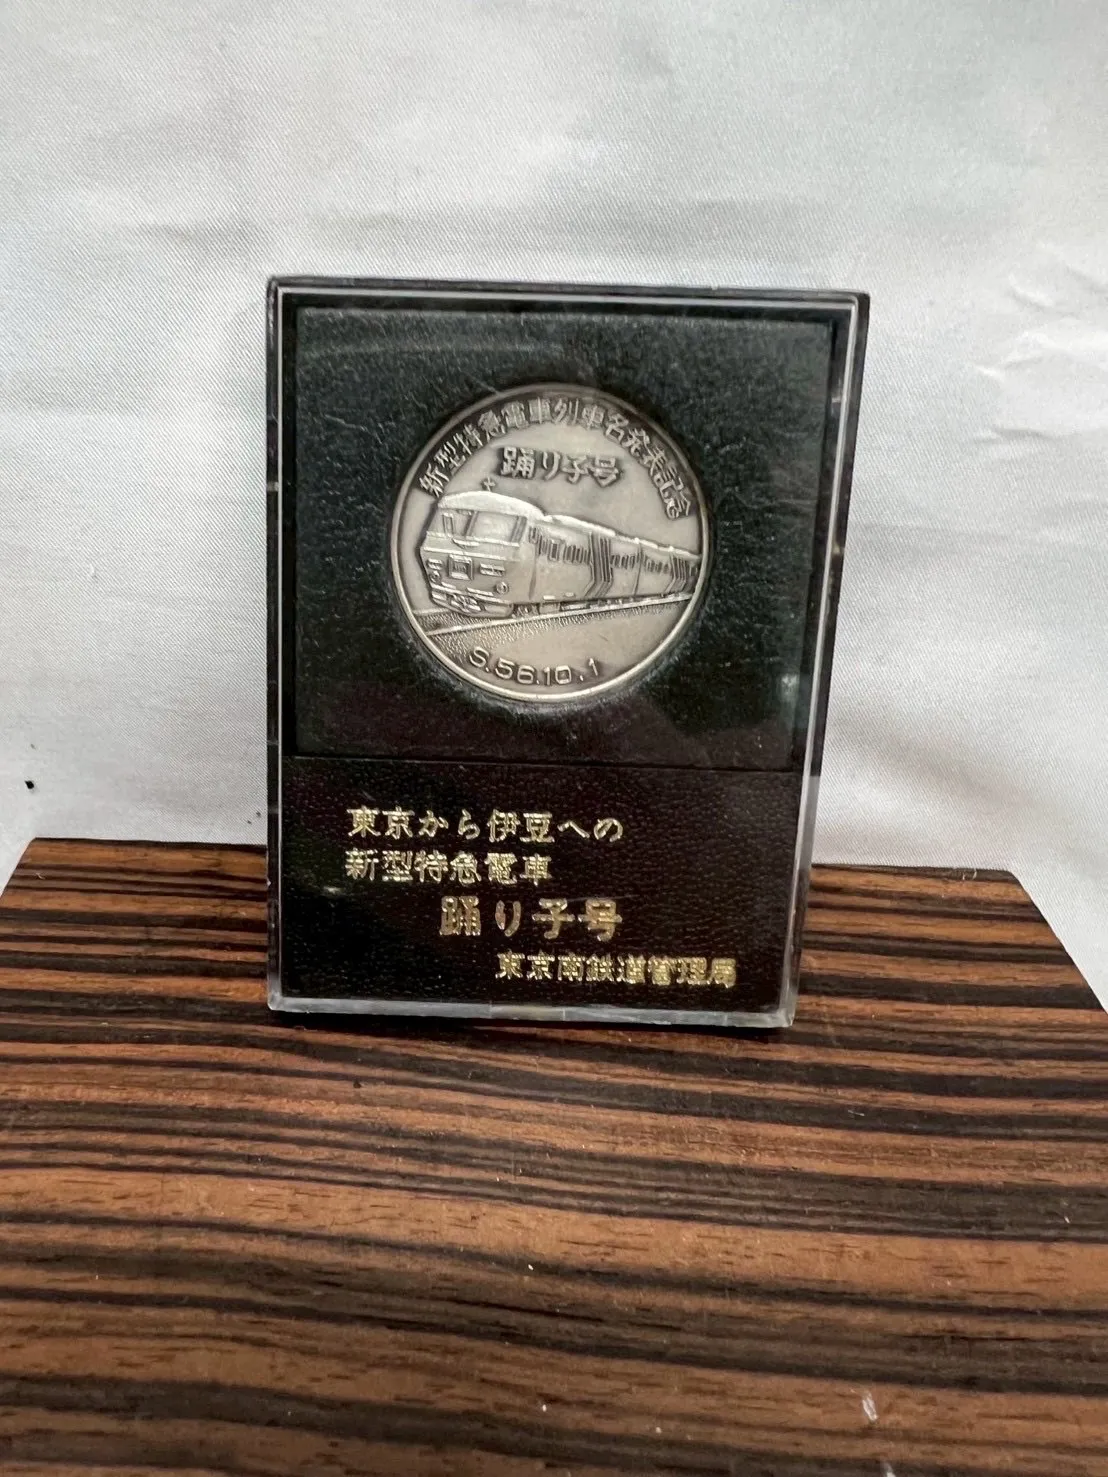 新型特急電車列車名発表記念
踊り子号
S.56.10.1
東京から伊豆への
新型特急電車
踊り子号
東京南鉄道管理局